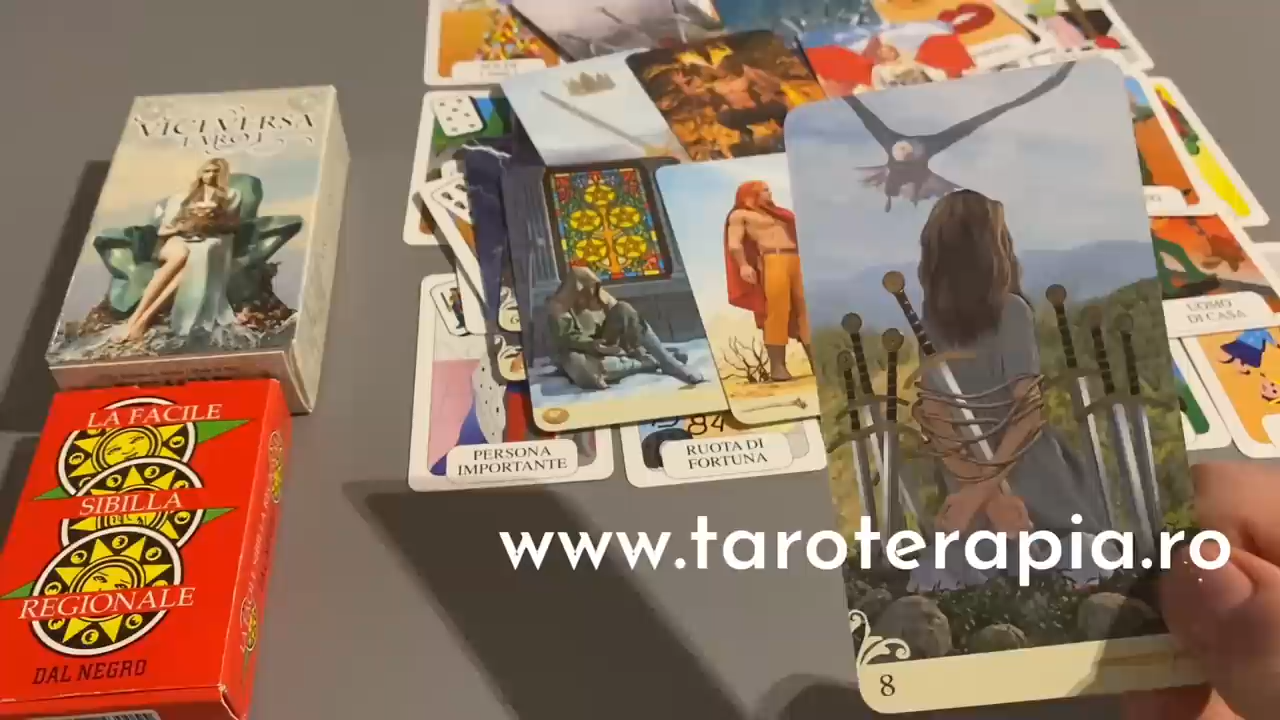 VICEVERSA
TAROT
LA FACILE
SIBILLA
REGIONALE
DAL NEGRO
PERSONA
IMPORTANTE
RUOTA DI
FORTUNA
UOMO
DI CASA
www.taroterapia.ro
8